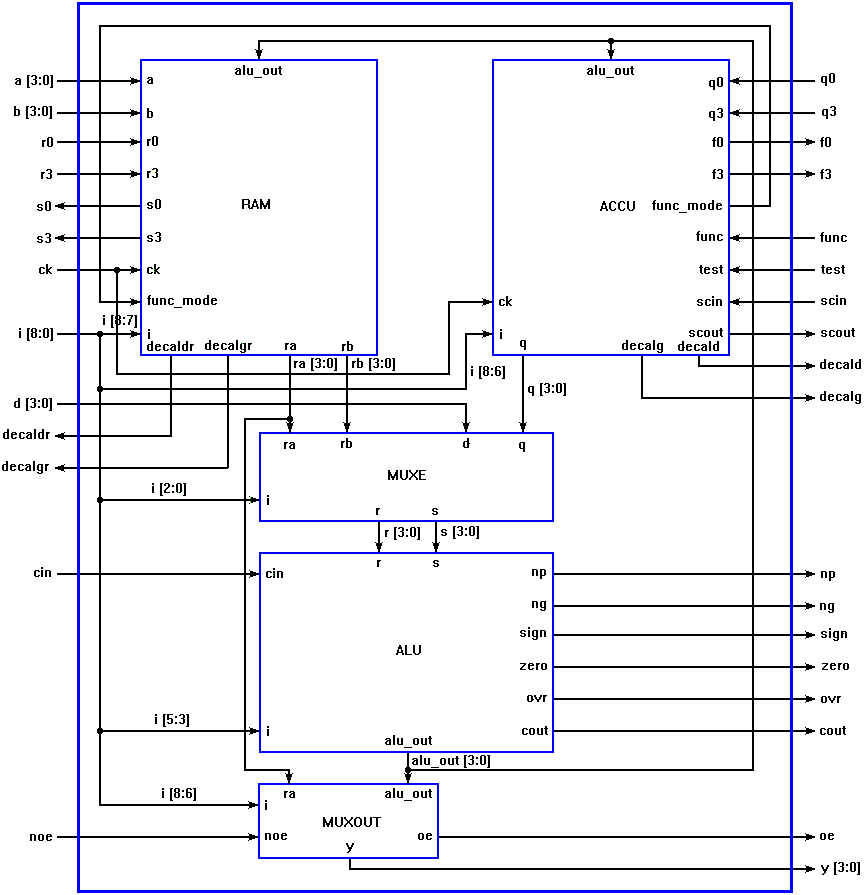 alu_out alu_out
a [3:0] a q0 q0
b [3:0] b q3 q3
r0 r0 f0 f0
r3 r3 f3 f3
s0 s0 RAM ACCU func_mode
s3 s3 func func
ck ck test test
func_mode ck scin scin
i [8:7]
i [8:0] i i scout scout
decaldr decalgr ra rb q decalg decald
ra [3:0] rb [3:0] decald
i [8:6]
q [3:0]
d [3:0] decalg
decaldr ra rb d q
decalgr MUXE
i [2:0]
i
r s
r [3:0] s [3:0]
r s
cin cin np np
ng ng
sign sign
ALU
zero zero
ovr ovr
i [5:3]
i cout cout
alu_out
alu_out [3:0]
i [8:6] ra alu_out
i
MUXOUT
noe noe oe oe
y
y [3:0]